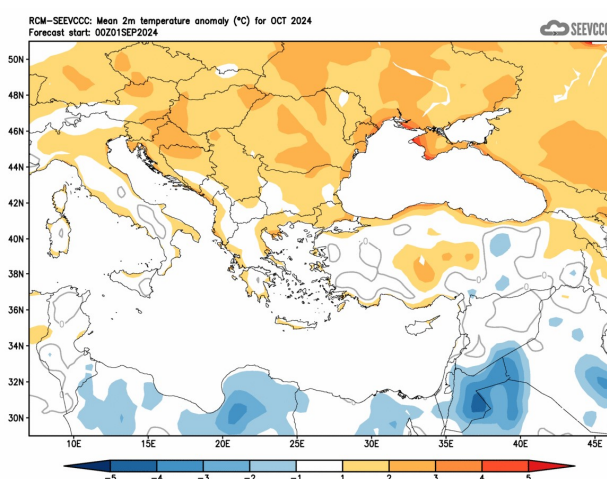 RCM-SEEVCCC: Mean 2m temperature anomaly (°C) for OCT 2024
Forecast start: 00Z01SEP2024
SEEVCCC
50N
48N
46N
44N
42N
40N
38N
36N
34N
32N
30N
10E 15E 20E 25E 30E 35E 40E 45E
-5 -4 -3 -2 -1 1 2 3 4 5